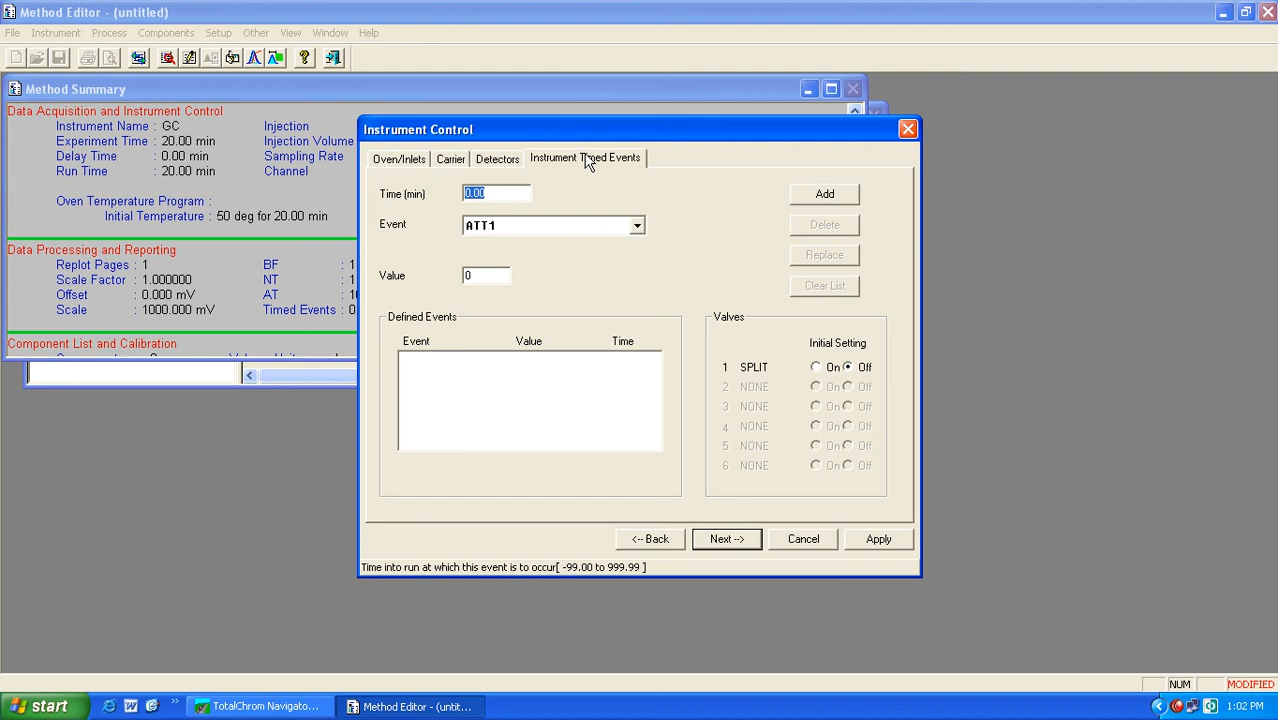 Method Editor - (untitled)
File Instrument Process Components Setup Other View Window Help
Method Summary
Data Acquisition and Instrument Control
Instrument Name : GC Injection
Experiment Time : 20.00 min Injection Volume
Delay Time : 0.00 min Sampling Rate
Run Time : 20.00 min Channel
Oven Temperature Program :
Initial Temperature : 50 deg for 20.00 min
Data Processing and Reporting
Replot Pages : 1 BF : 1
Scale Factor : 1.000000 NT : 1
Offset : 0.000 mV AT : 10
Scale : 1000.000 mV Timed Events : 0
Component List and Calibration
Instrument Control
Oven/Inlets Carrier Detectors Instrument Timed Events
Time (min) 0.00 Add
Event ATT1 Delete
Replace
Value 0
Clear List
Defined Events Valves
Event Value Time Initial Setting
1 SPLIT On Off
2 NONE On Off
3 NONE On Off
4 NONE On Off
5 NONE On Off
6 NONE On Off
<-- Back Next --> Cancel Apply
Time into run at which this event is to occur[ -99.00 to 999.99 ]
NUM MODIFIED
start TotalChrom Navigato... Method Editor - (untit... 1:02 PM